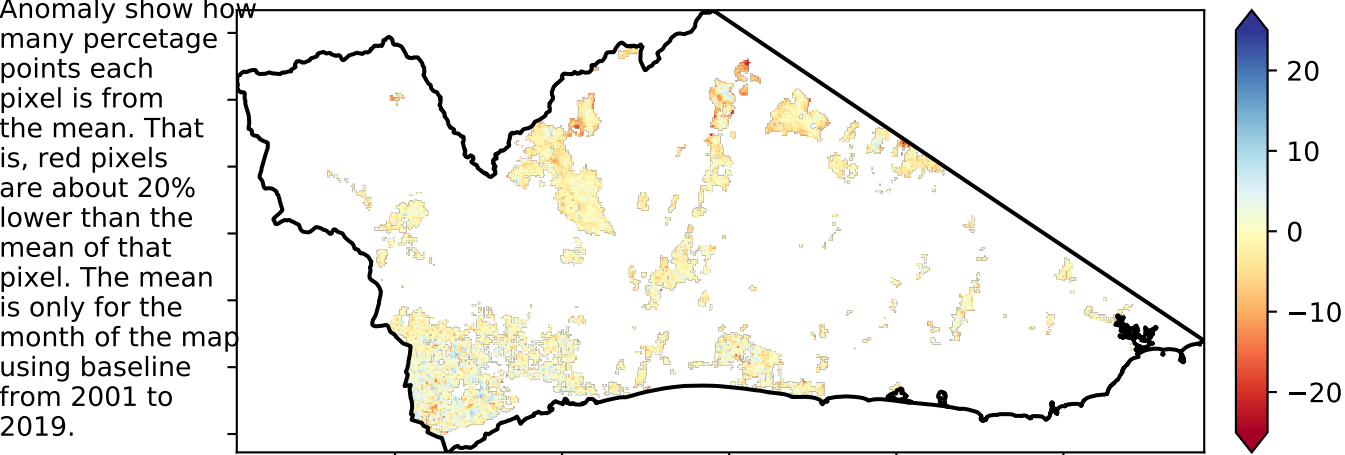 Anomaly show how
many percetage
points each
pixel is from
the mean. That
is, red pixels
are about 20%
lower than the
mean of that
pixel. The mean
is only for the
month of the map
using baseline
from 2001 to
2019.
20
10
0
−10
−20